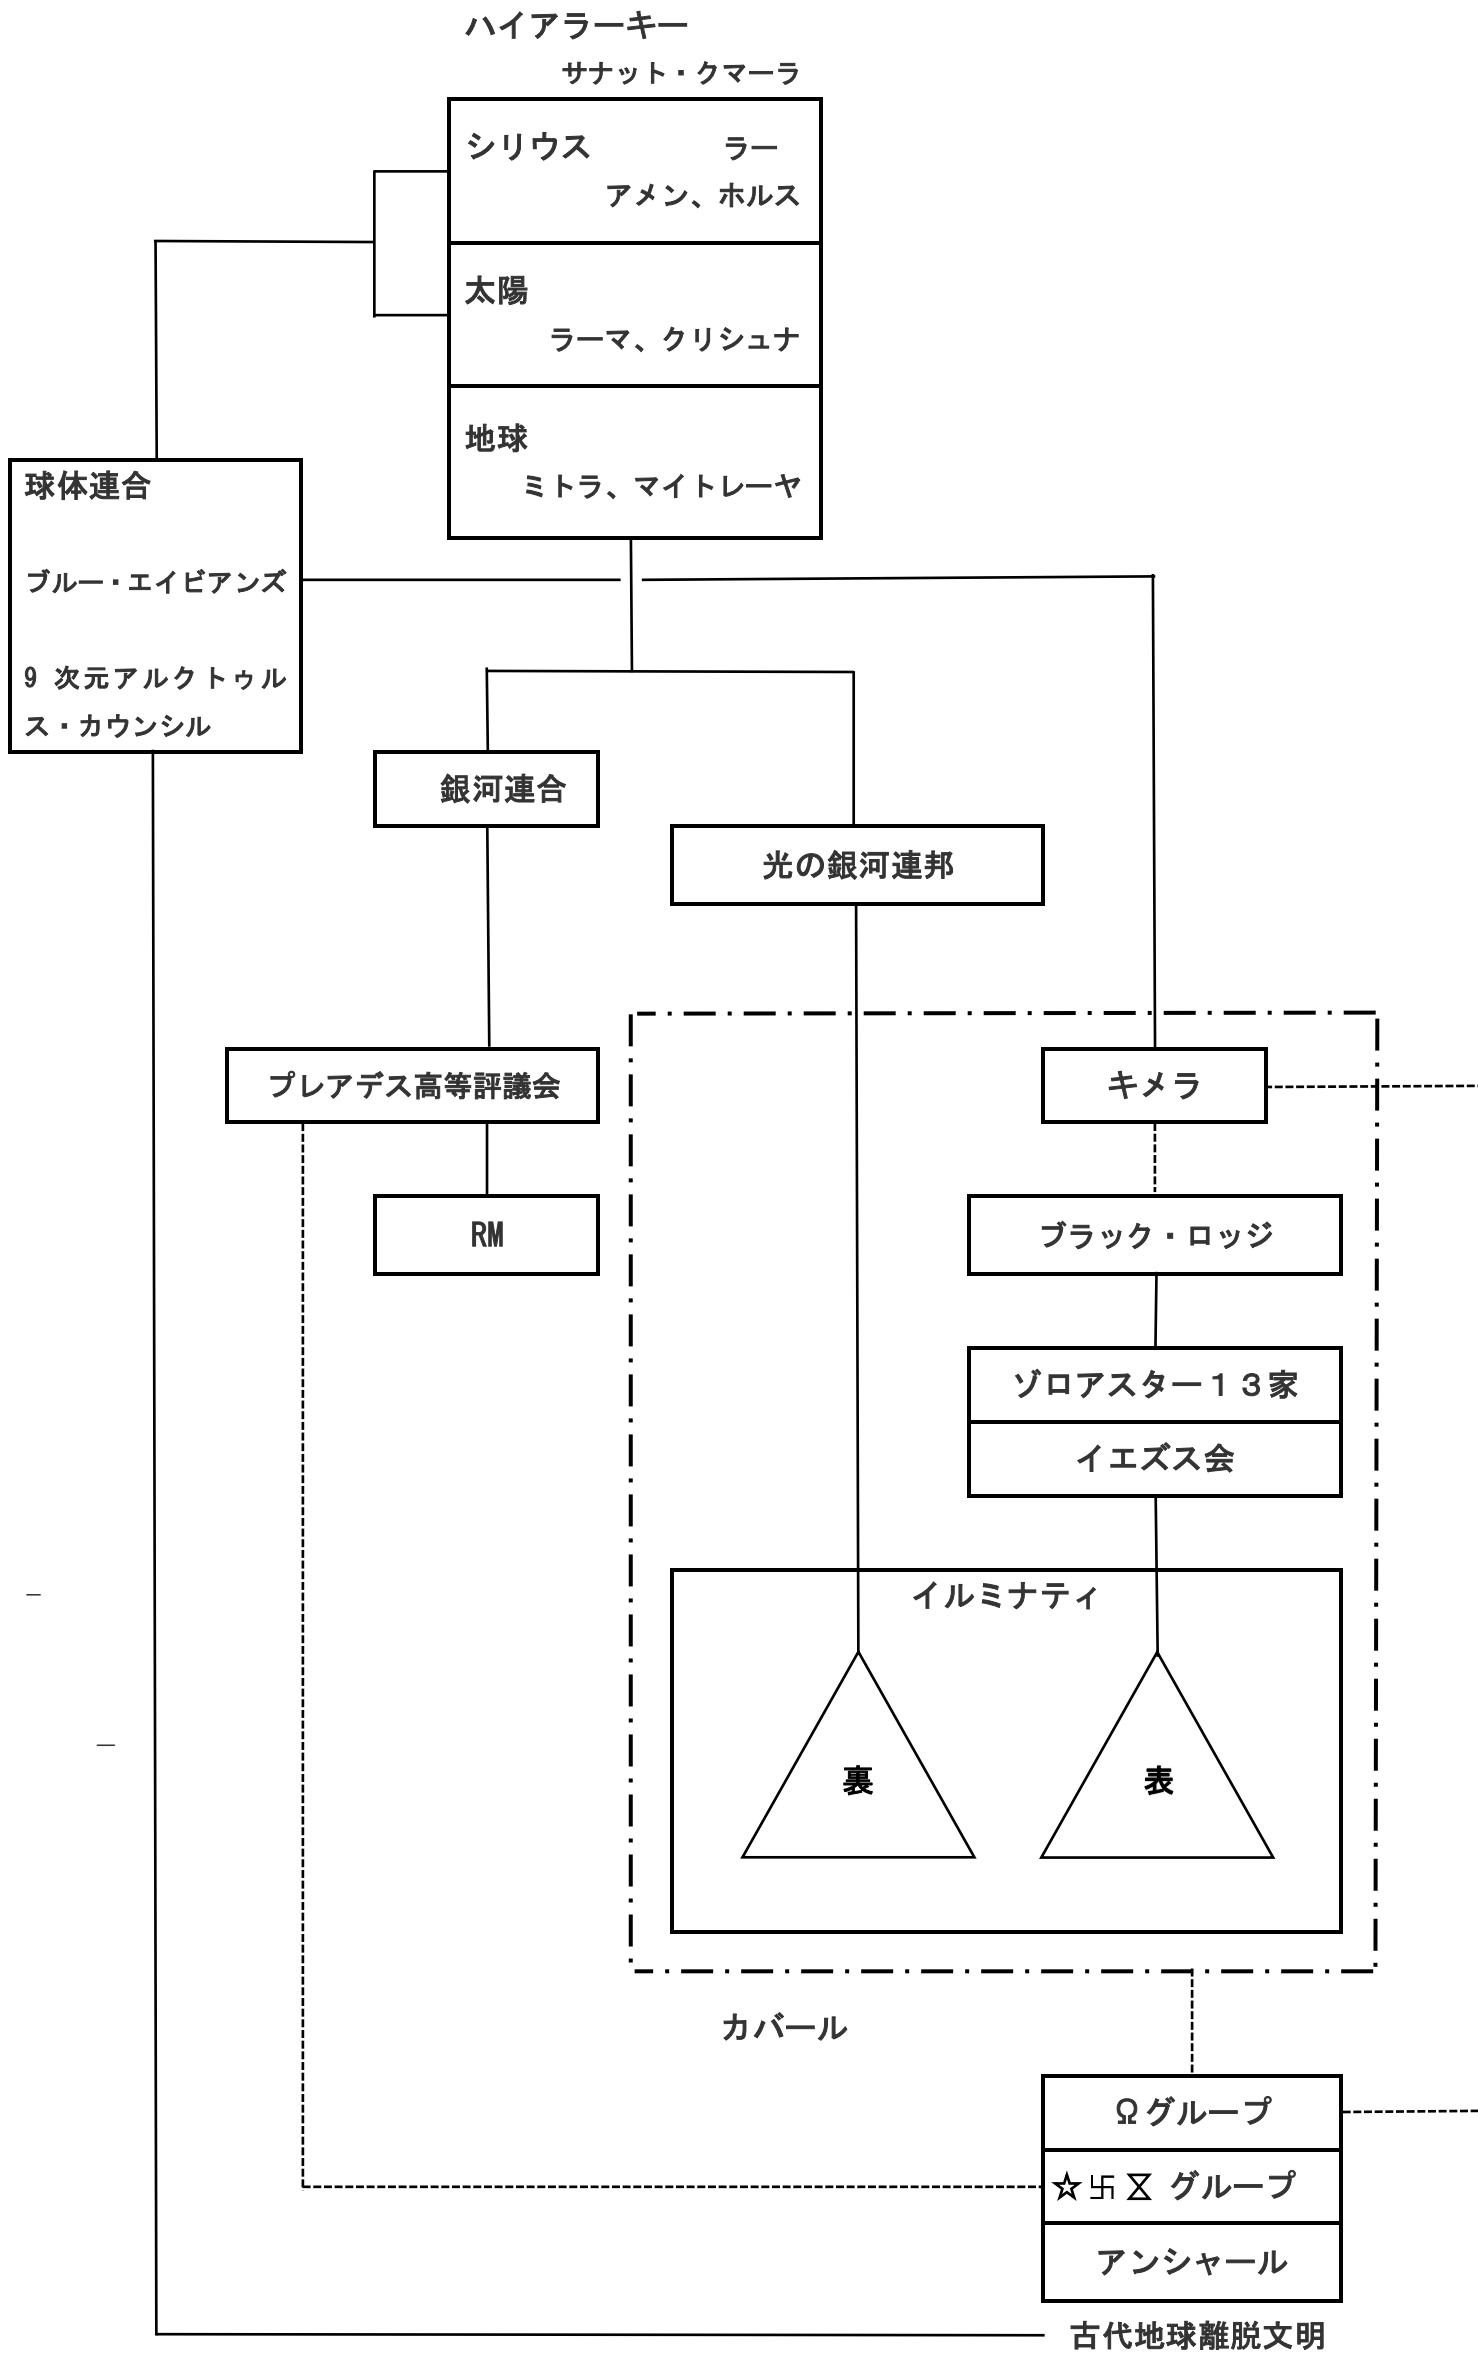 ハイアラーキー
サナット・クマーラ
シリウス　ラー
アメン、ホルス
太陽
ラーマ、クリシュナ
地球
ミトラ、マイトレーヤ
球体連合
ブルー・エイビアンズ
9 次元アルクトゥル
ス・カウンシル
銀河連合
光の銀河連邦
プレアデス高等評議会
キメラ
RM
ブラック・ロッジ
ゾロアスター１３家
イエズス会
イルミナティ
裏
表
カバール
Ωグループ
☆卐⧖ グループ
アンシャール
古代地球離脱文明